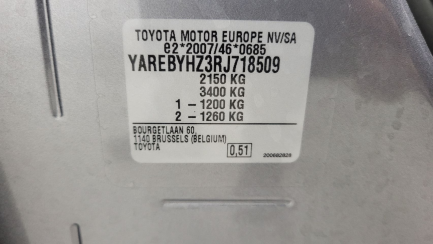 TOYOTA MOTOR EUROPE NV/SA
e2*2007/46*0685
YAREBYHZ3RJ718509
2150 KG
3400 KG
1 - 1200 KG
2 - 1260 KG
BOURGETLAAN 60,
1140 BRUSSELS (BELGIUM)
TOYOTA
0,51